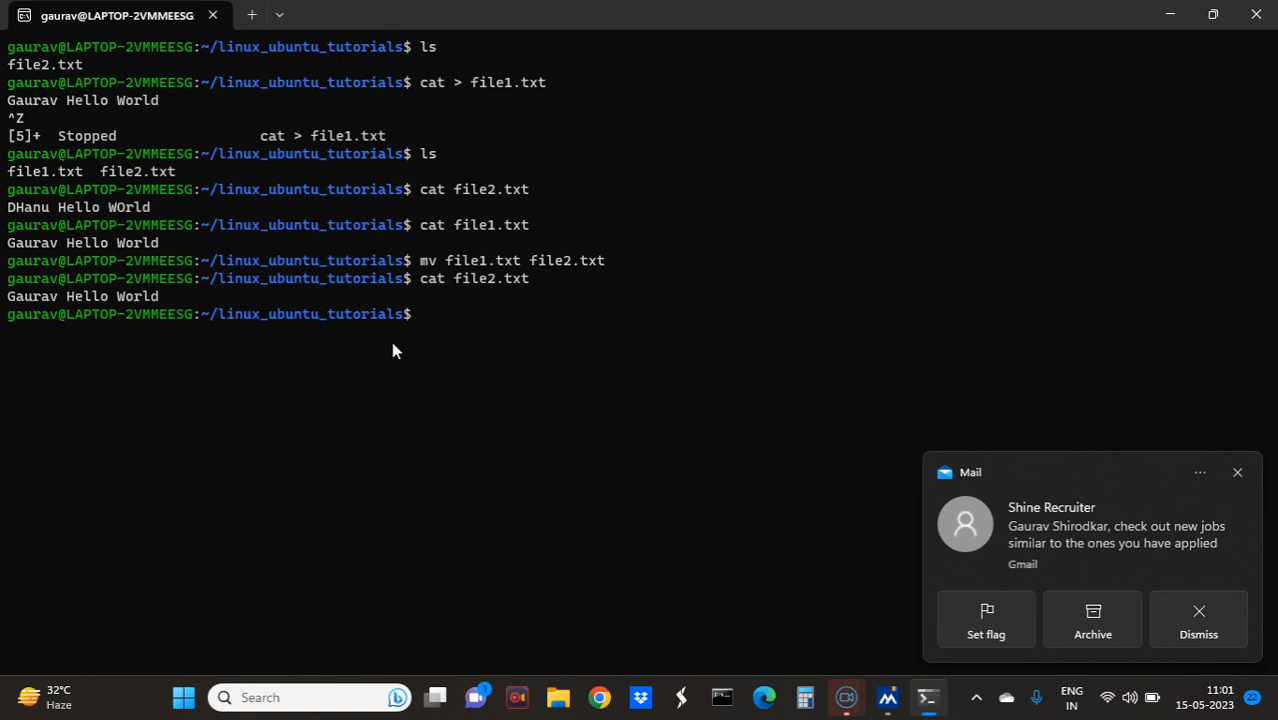 gaurav@LAPTOP-2VMMEESG:
gaurav@LAPTOP-2VMMEESG:~/linux_ubuntu_tutorials$ ls
file2.txt
gaurav@LAPTOP-2VMMEESG:~/linux_ubuntu_tutorials$ cat > file1.txt
Gaurav Hello World
^Z
[5]+  Stopped                 cat > file1.txt
gaurav@LAPTOP-2VMMEESG:~/linux_ubuntu_tutorials$ ls
file1.txt  file2.txt
gaurav@LAPTOP-2VMMEESG:~/linux_ubuntu_tutorials$ cat file2.txt
DHanu Hello WOrld
gaurav@LAPTOP-2VMMEESG:~/linux_ubuntu_tutorials$ cat file1.txt
Gaurav Hello World
gaurav@LAPTOP-2VMMEESG:~/linux_ubuntu_tutorials$ mv file1.txt file2.txt
gaurav@LAPTOP-2VMMEESG:~/linux_ubuntu_tutorials$ cat file2.txt
Gaurav Hello World
gaurav@LAPTOP-2VMMEESG:~/linux_ubuntu_tutorials$
Mail
Shine Recruiter
Gaurav Shirodkar, check out new jobs
similar to the ones you have applied
Gmail
Set flag Archive Dismiss
32°C
Haze
Search
1
ENG
IN
11:01
15-05-2023
22